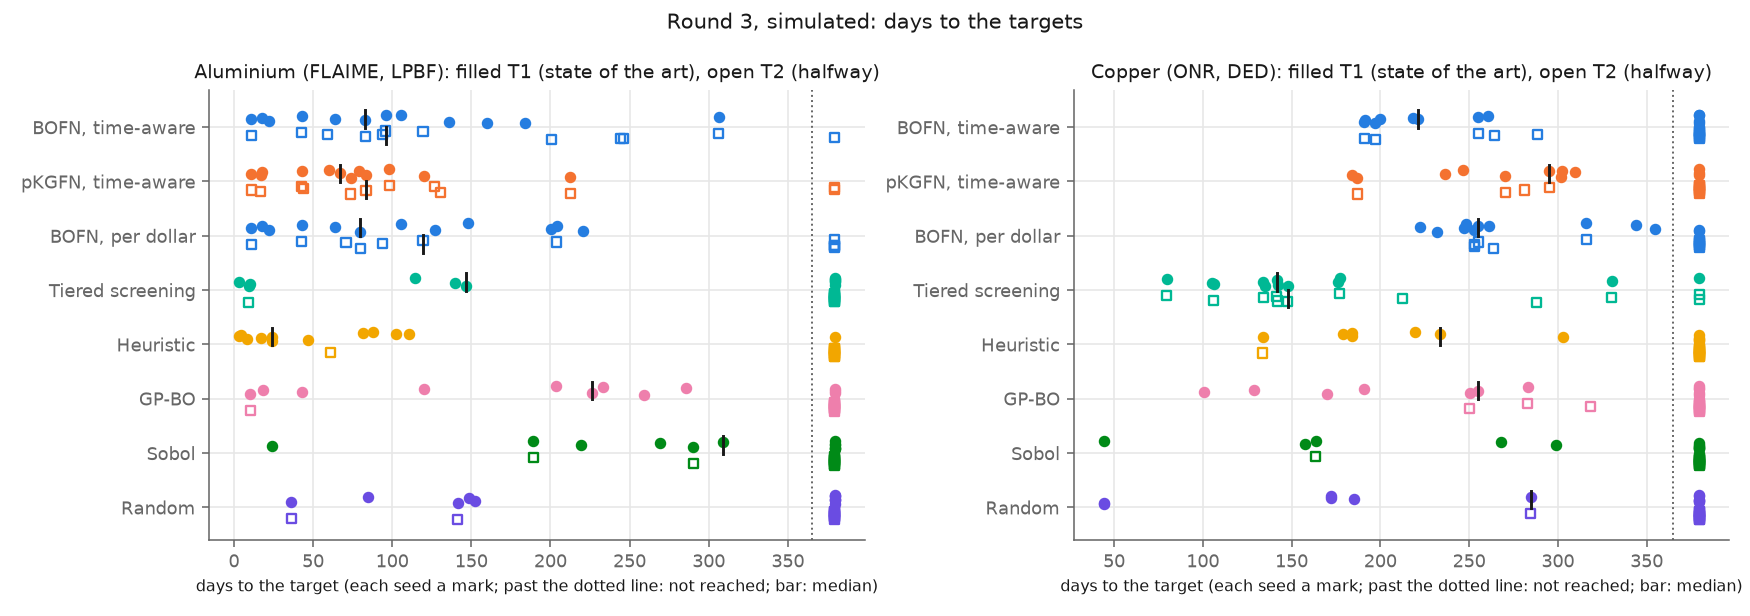 Round 3, simulated: days to the targets
Aluminium (FLAIME, LPBF): filled T1 (state of the art), open T2 (halfway)
BOFN, time-aware
pKGFN, time-aware
BOFN, per dollar
Tiered screening
Heuristic
GP-BO
Sobol
Random
0 50 100 150 200 250 300 350
days to the target (each seed a mark; past the dotted line: not reached; bar: median)
Copper (ONR, DED): filled T1 (state of the art), open T2 (halfway)
BOFN, time-aware
pKGFN, time-aware
BOFN, per dollar
Tiered screening
Heuristic
GP-BO
Sobol
Random
50 100 150 200 250 300 350
days to the target (each seed a mark; past the dotted line: not reached; bar: median)